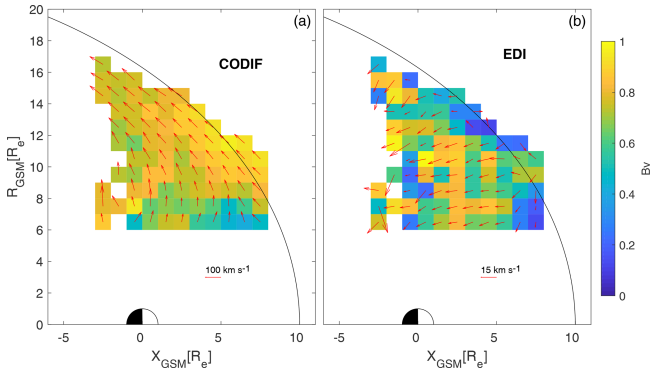 (a)
CODIF
20
18
16
14
12
10
8
6
4
2
0
R_GSM[R_e]
100 km s⁻¹
-5
0
5
10
X_GSM[R_e]
(b)
EDI
15 km s⁻¹
-5
0
5
10
X_GSM[R_e]
1
0.8
0.6
0.4
0.2
0
Bv